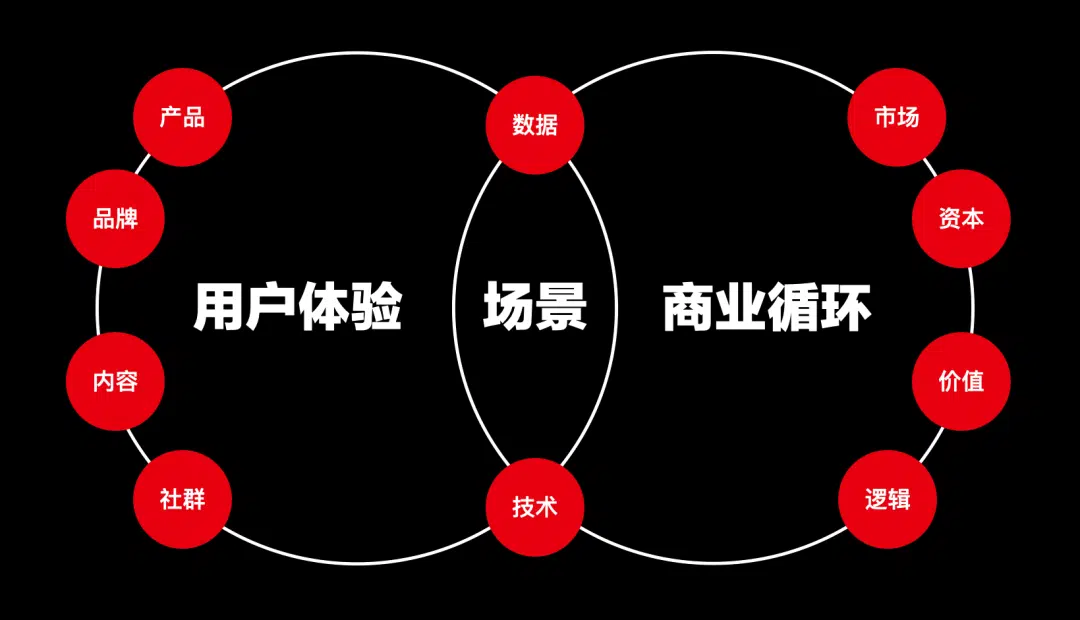 产品
数据
市场
品牌
资本
用户体验
场景
商业循环
内容
价值
社群
技术
逻辑